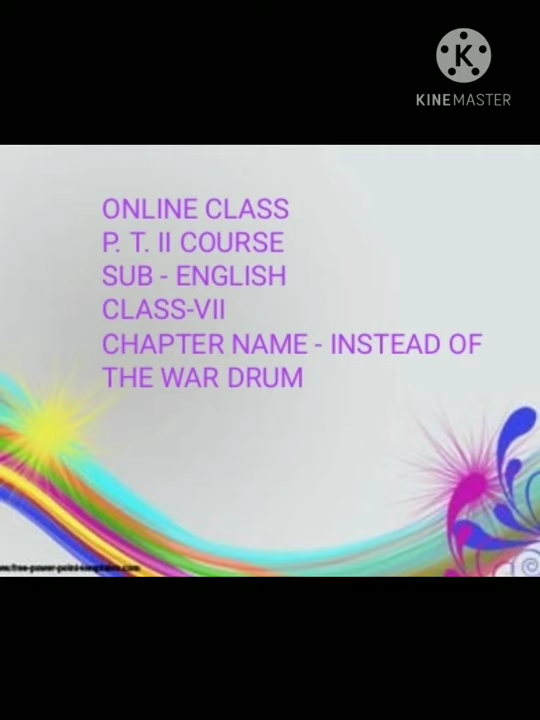 K
KINEMASTER
ONLINE CLASS
P. T. II COURSE
SUB - ENGLISH
CLASS-VII
CHAPTER NAME - INSTEAD OF
THE WAR DRUM